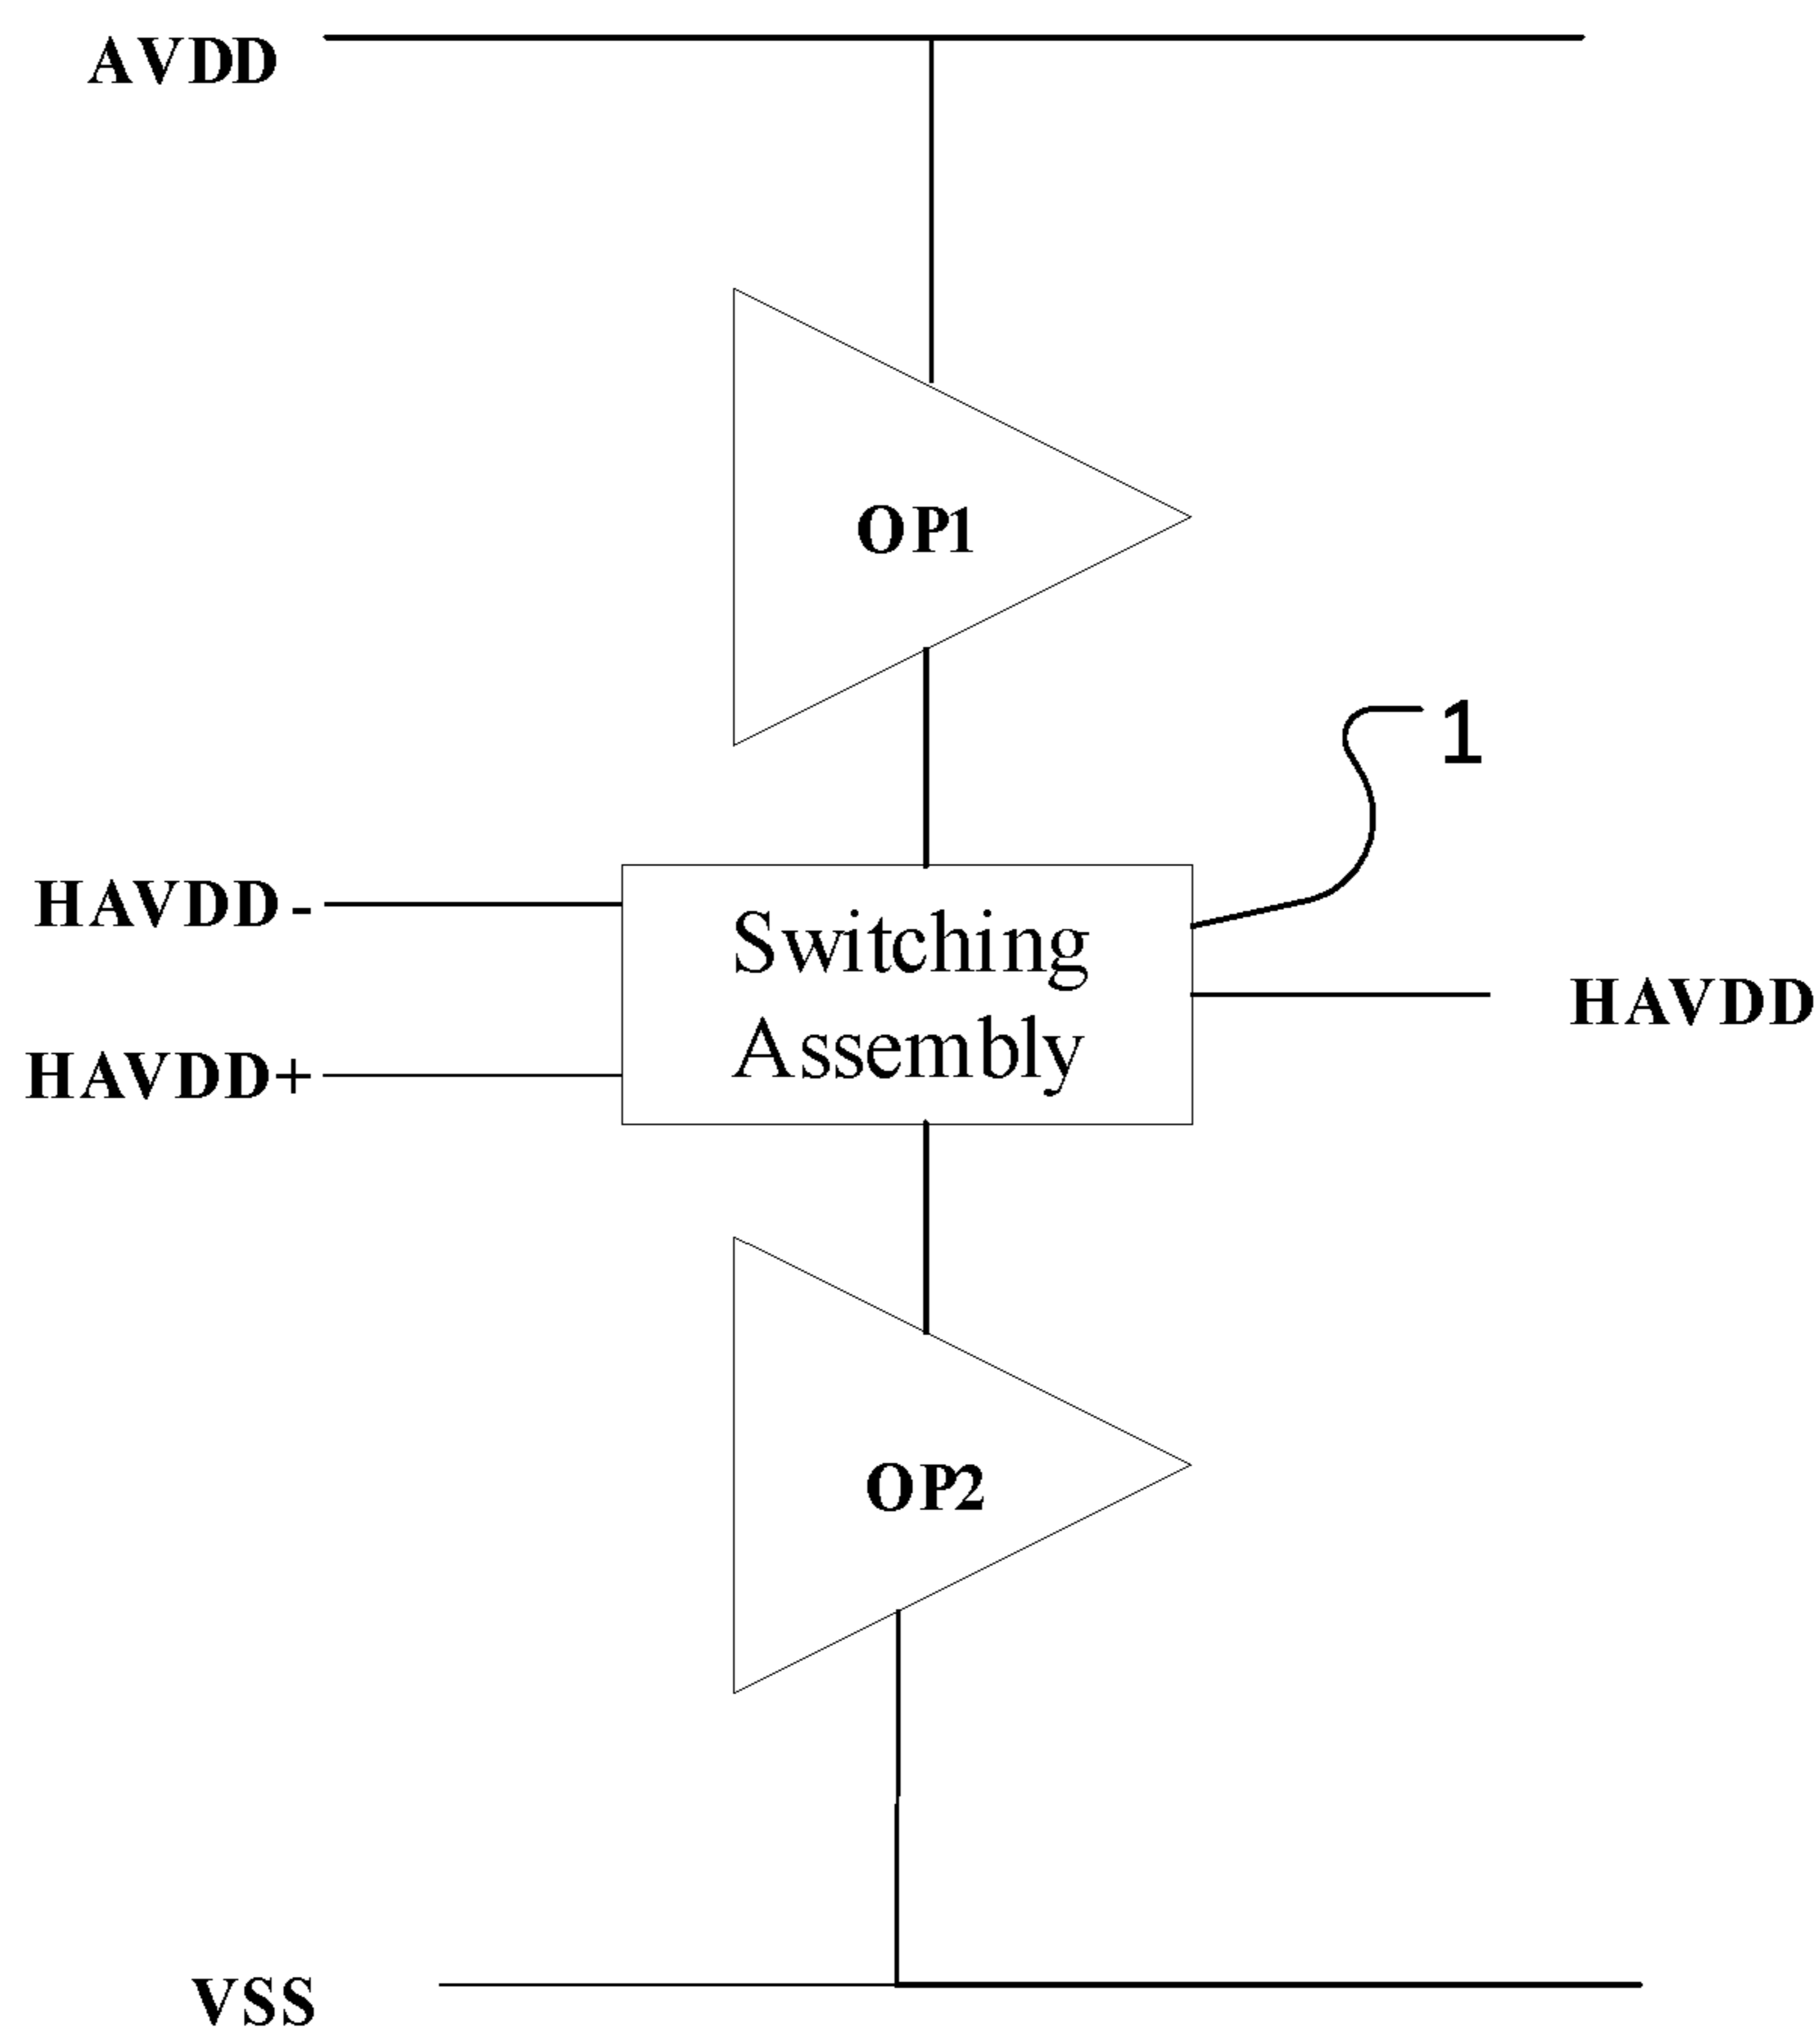 AVDD
OP1
1
HAVDD-
Switching
HAVDD
HAVDD+
Assembly
OP2
VSS